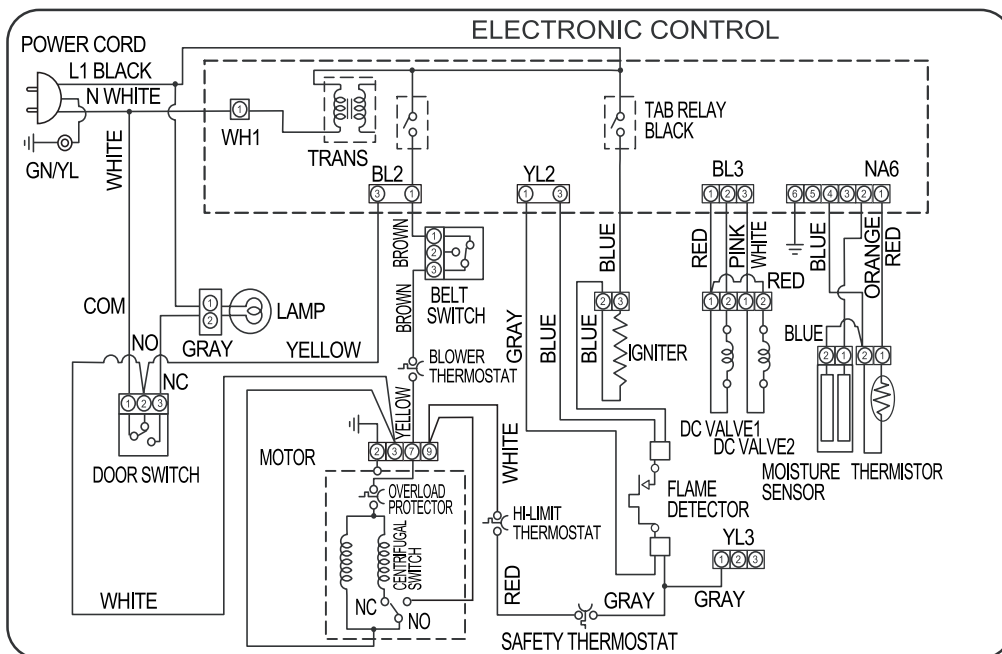 ELECTRONIC CONTROL
POWER CORD
L1 BLACK
N WHITE
GN/YL
WHITE
1
WH1
TRANS
TAB RELAY
BLACK
BL2
3 1
YL2
1 3
BL3
1 2 3
NA6
6 5 4 3 2 1
BROWN
1
2
3
BELT
SWITCH
BROWN
BLUE
RED
PINK
WHITE
BLUE
ORANGE
RED
COM
1
2
LAMP
GRAY
NO
NC
YELLOW
GRAY
BLUE
BLUE
2 3
IGNITER
RED
1 2 1 2
BLUE
2 1 2 1
BLOWER
THERMOSTAT
YELLOW
1 2 3
DOOR SWITCH
MOTOR
2 3 7 9
WHITE
DC VALVE1
DC VALVE2
MOISTURE
SENSOR
THERMISTOR
OVERLOAD
PROTECTOR
CENTRIFUGAL
SWITCH
NC
NO
HI-LIMIT
THERMOSTAT
FLAME
DETECTOR
YL3
1 2 3
WHITE
RED
GRAY
GRAY
SAFETY THERMOSTAT